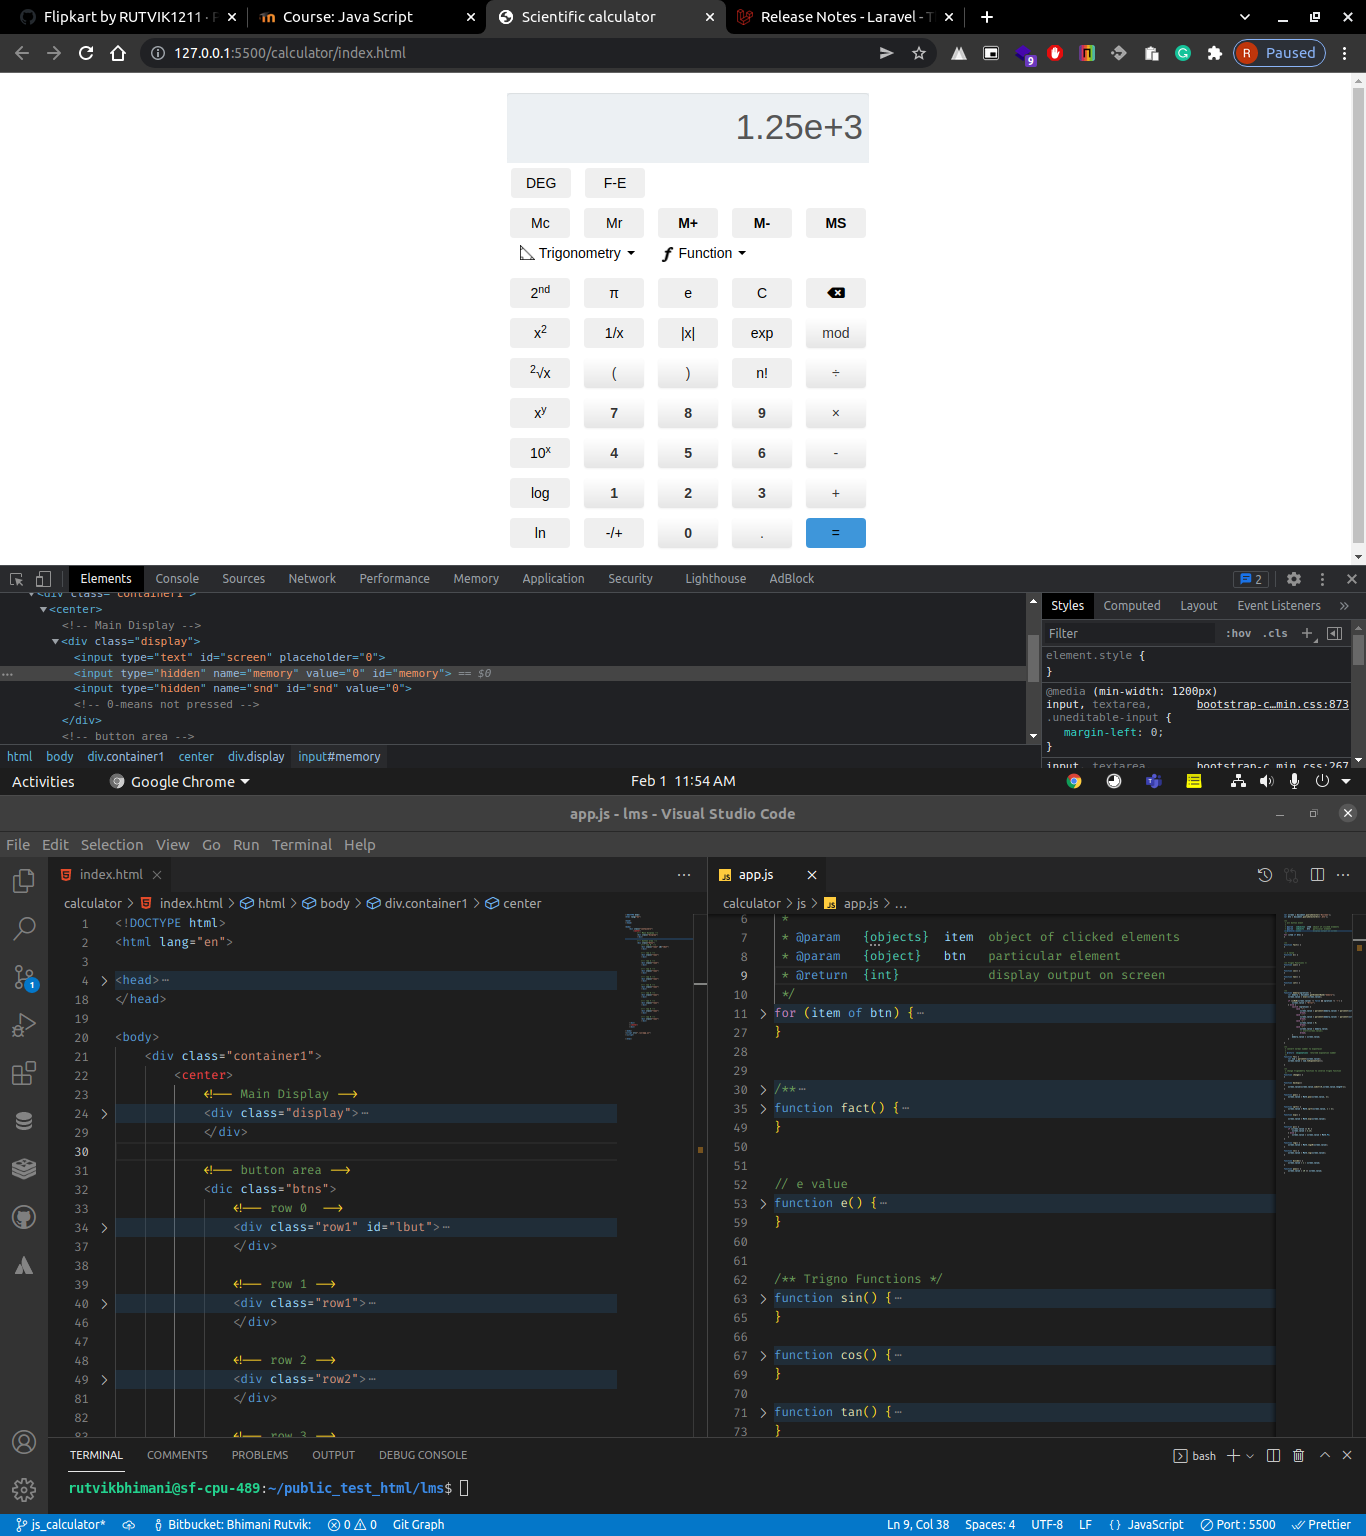 Flipkart by RUTVIK1211 ·
Course: Java Script
Scientific calculator
Release Notes - Laravel -
127.0.0.1:5500/calculator/index.html
9
R Paused
1.25e+3
DEG F-E
Mc Mr M+ M- MS
Trigonometry Function
2nd π e C
x2 1/x |x| exp mod
2√x ( ) n! ÷
xy 7 8 9 ×
10x 4 5 6 -
log 1 2 3 +
ln -/+ 0 . =
Elements Console Sources Network Performance Memory Application Security Lighthouse AdBlock 2
<div class="container1">
<center>
<!-- Main Display -->
<div class="display">
<input type="text" id="screen" placeholder="0">
<input type="hidden" name="memory" value="0" id="memory"> == $0
<input type="hidden" name="snd" id="snd" value="0">
<!-- 0-means not pressed -->
</div>
<!-- button area -->
html body div.container1 center div.display input#memory
Styles Computed Layout Event Listeners »
Filter :hov .cls +
element.style {
}
@media (min-width: 1200px)
input, textarea, bootstrap-c…min.css:873
.uneditable-input {
margin-left: 0;
}
input, textarea, bootstrap-c…min.css:267
Activities Google Chrome Feb 1 11:54 AM
app.js - lms - Visual Studio Code
File Edit Selection View Go Run Terminal Help
index.html
calculator > index.html > html > body > div.container1 > center
1 <!DOCTYPE html>
2 <html lang="en">
3
4 <head>…
18 </head>
19
20 <body>
21 <div class="container1">
22 <center>
23 <!-- Main Display -->
24 <div class="display">…
29 </div>
30
31 <!-- button area -->
32 <dic class="btns">
33 <!-- row 0 -->
34 <div class="row1" id="lbut">…
37 </div>
38
39 <!-- row 1 -->
40 <div class="row1">…
46 </div>
47
48 <!-- row 2 -->
49 <div class="row2">…
81 </div>
82
83 <!-- row 3 -->
app.js
calculator > js > app.js > ...
6 *
7 * @param {objects} item object of clicked elements
8 * @param {object} btn particular element
9 * @return {int} display output on screen
10 */
11 for (item of btn) {…
27 }
28
29
30 /**…
35 function fact() {…
49 }
50
51
52 // e value
53 function e() {…
59 }
60
61
62 /** Trigno Functions */
63 function sin() {…
65 }
66
67 function cos() {…
69 }
70
71 function tan() {…
73 }
1
TERMINAL COMMENTS PROBLEMS OUTPUT DEBUG CONSOLE bash
rutvikbhimani@sf-cpu-489:~/public_test_html/lms$
js_calculator* Bitbucket: Bhimani Rutvik: 0 0 Git Graph Ln 9, Col 38 Spaces: 4 UTF-8 LF {} JavaScript Port : 5500 Prettier